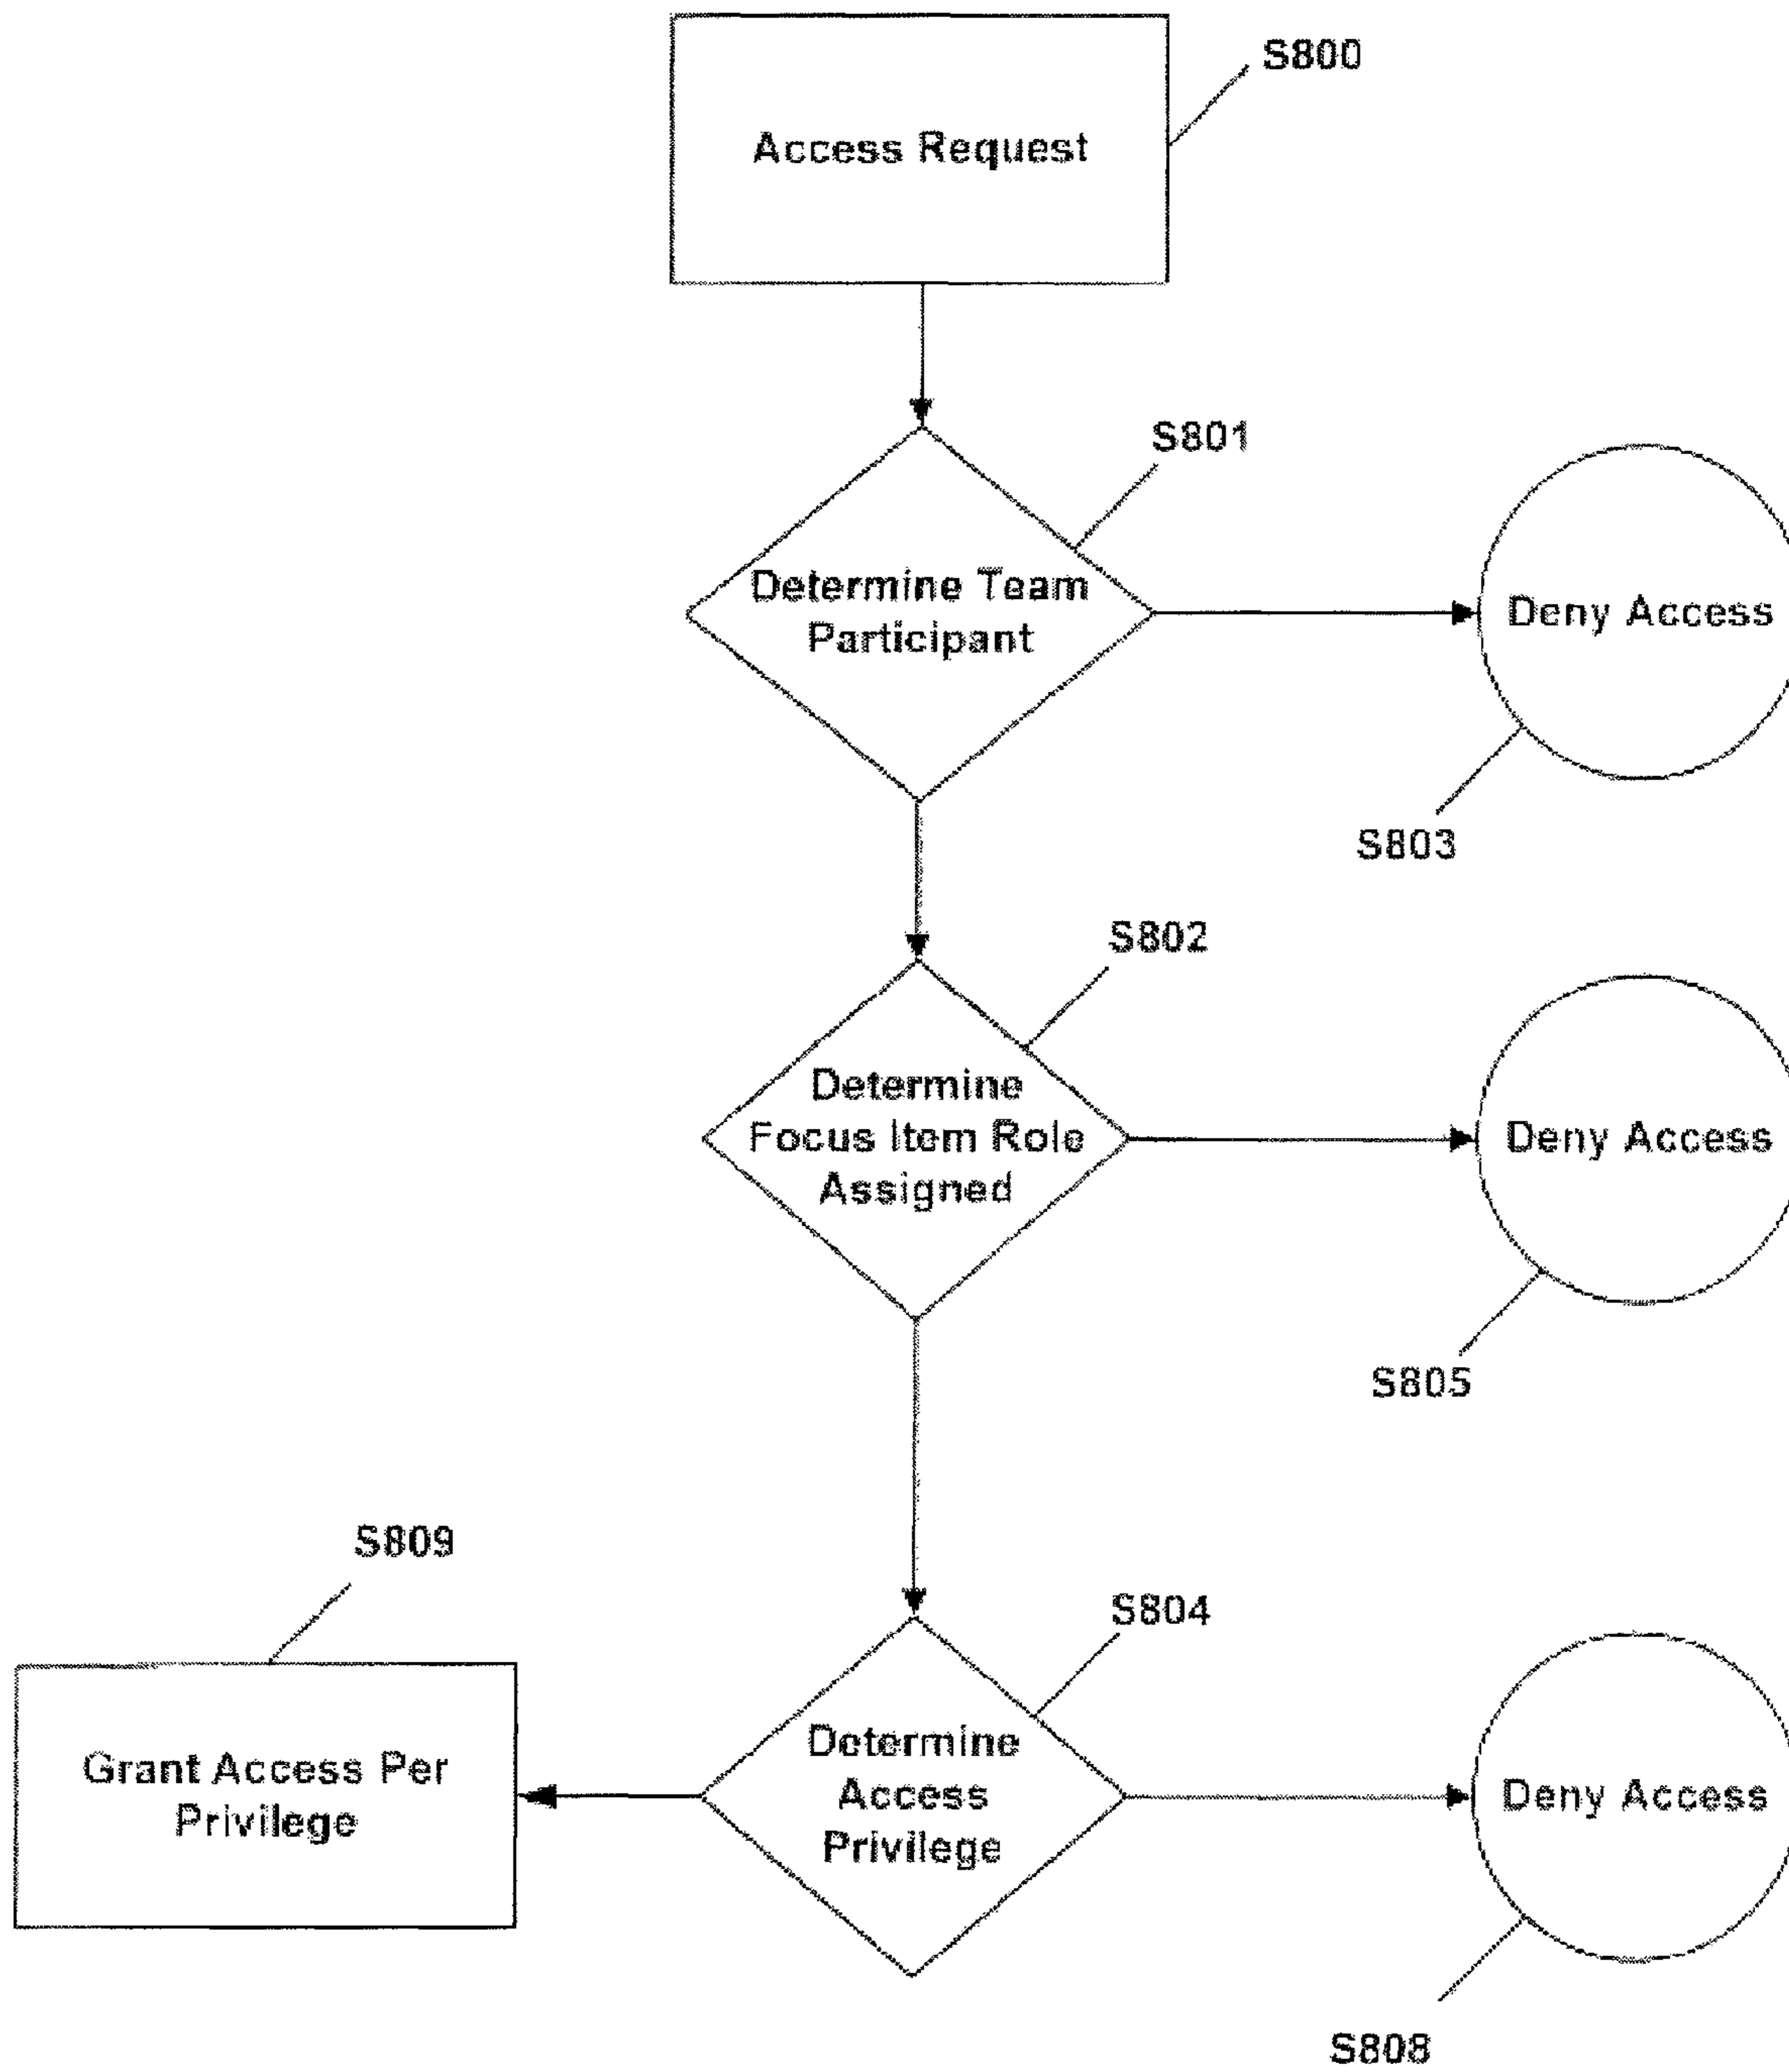 S800
Access Request
S801
Determine Team
Participant
Deny Access
S803
S802
Determine
Focus Item Role
Assigned
Deny Access
S805
S809
S804
Grant Access Per
Privilege
Determine
Access
Privilege
Deny Access
S808